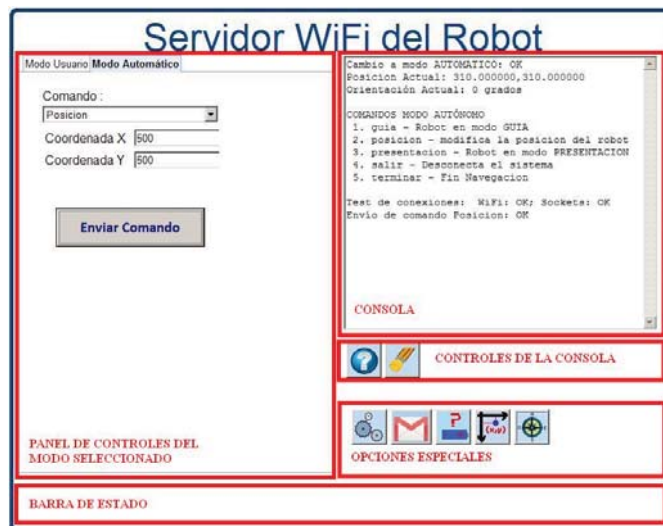 Servidor WiFi del Robot
Modo Usuario Modo Automático
Comando :
Posicion
Coordenada X 500
Coordenada Y 500
Enviar Comando
PANEL DE CONTROLES DEL
MODO SELECCIONADO
Cambio a modo AUTOMATICO: OK
Posicion Actual: 310.000000,310.000000
Orientación Actual: 0 grados
COMANDOS MODO AUTÓNOMO
1. guia - Robot en modo GUIA
2. posicion - modifica la posicion del robot
3. presentacion - Robot en modo PRESENTACION
4. salir - Desconecta el sistema
5. terminar - Fin Navegacion
Test de conexiones: WiFi: OK; Sockets: OK
Envio de comando Posicion: OK
CONSOLA
? CONTROLES DE LA CONSOLA
? (x,y)
OPCIONES ESPECIALES
BARRA DE ESTADO